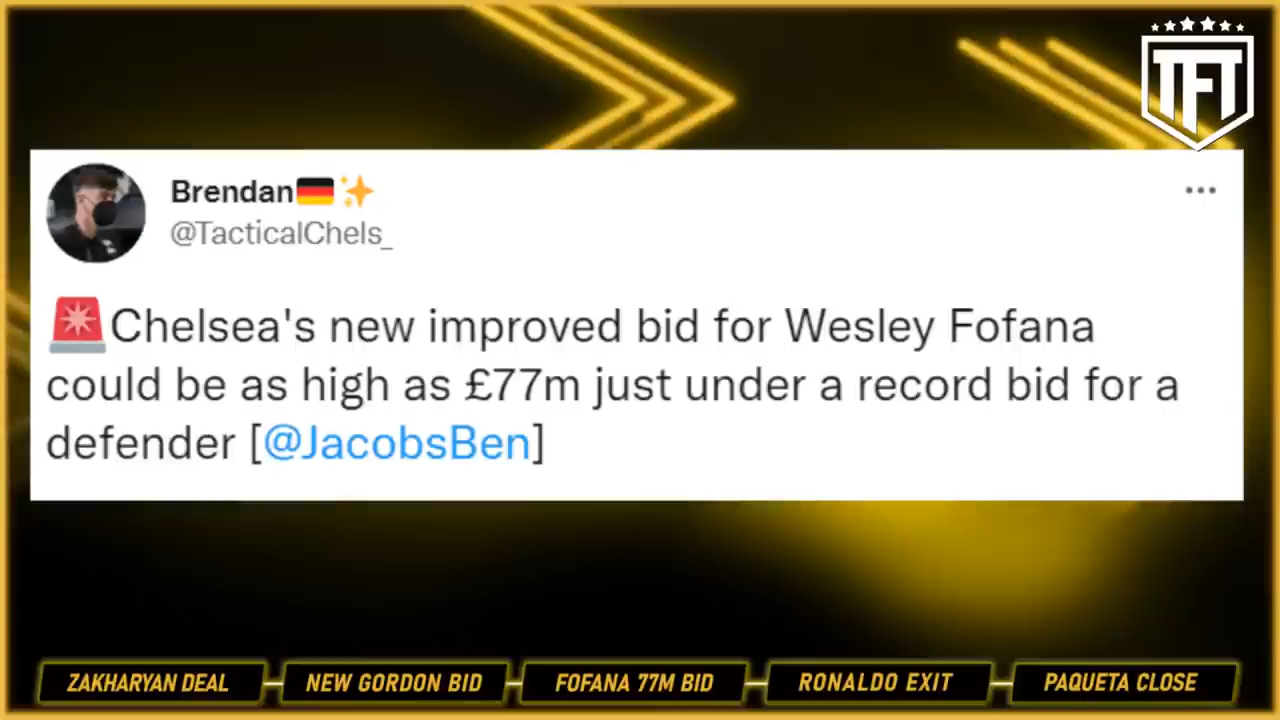 TFT
Brendan🇩🇪✨
@TacticalChels_
🚨Chelsea's new improved bid for Wesley Fofana
could be as high as £77m just under a record bid for a
defender [@JacobsBen]
ZAKHARYAN DEAL
NEW GORDON BID
FOFANA 77M BID
RONALDO EXIT
PAQUETA CLOSE